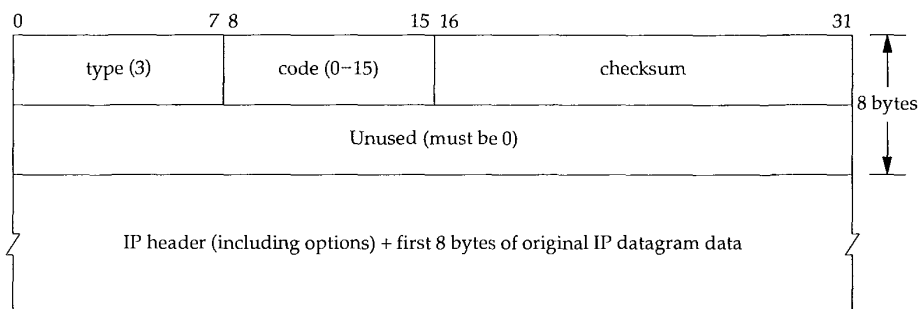 0 7 8 15 16 31
type (3) code (0–15) checksum
8 bytes
Unused (must be 0)
IP header (including options) + first 8 bytes of original IP datagram data